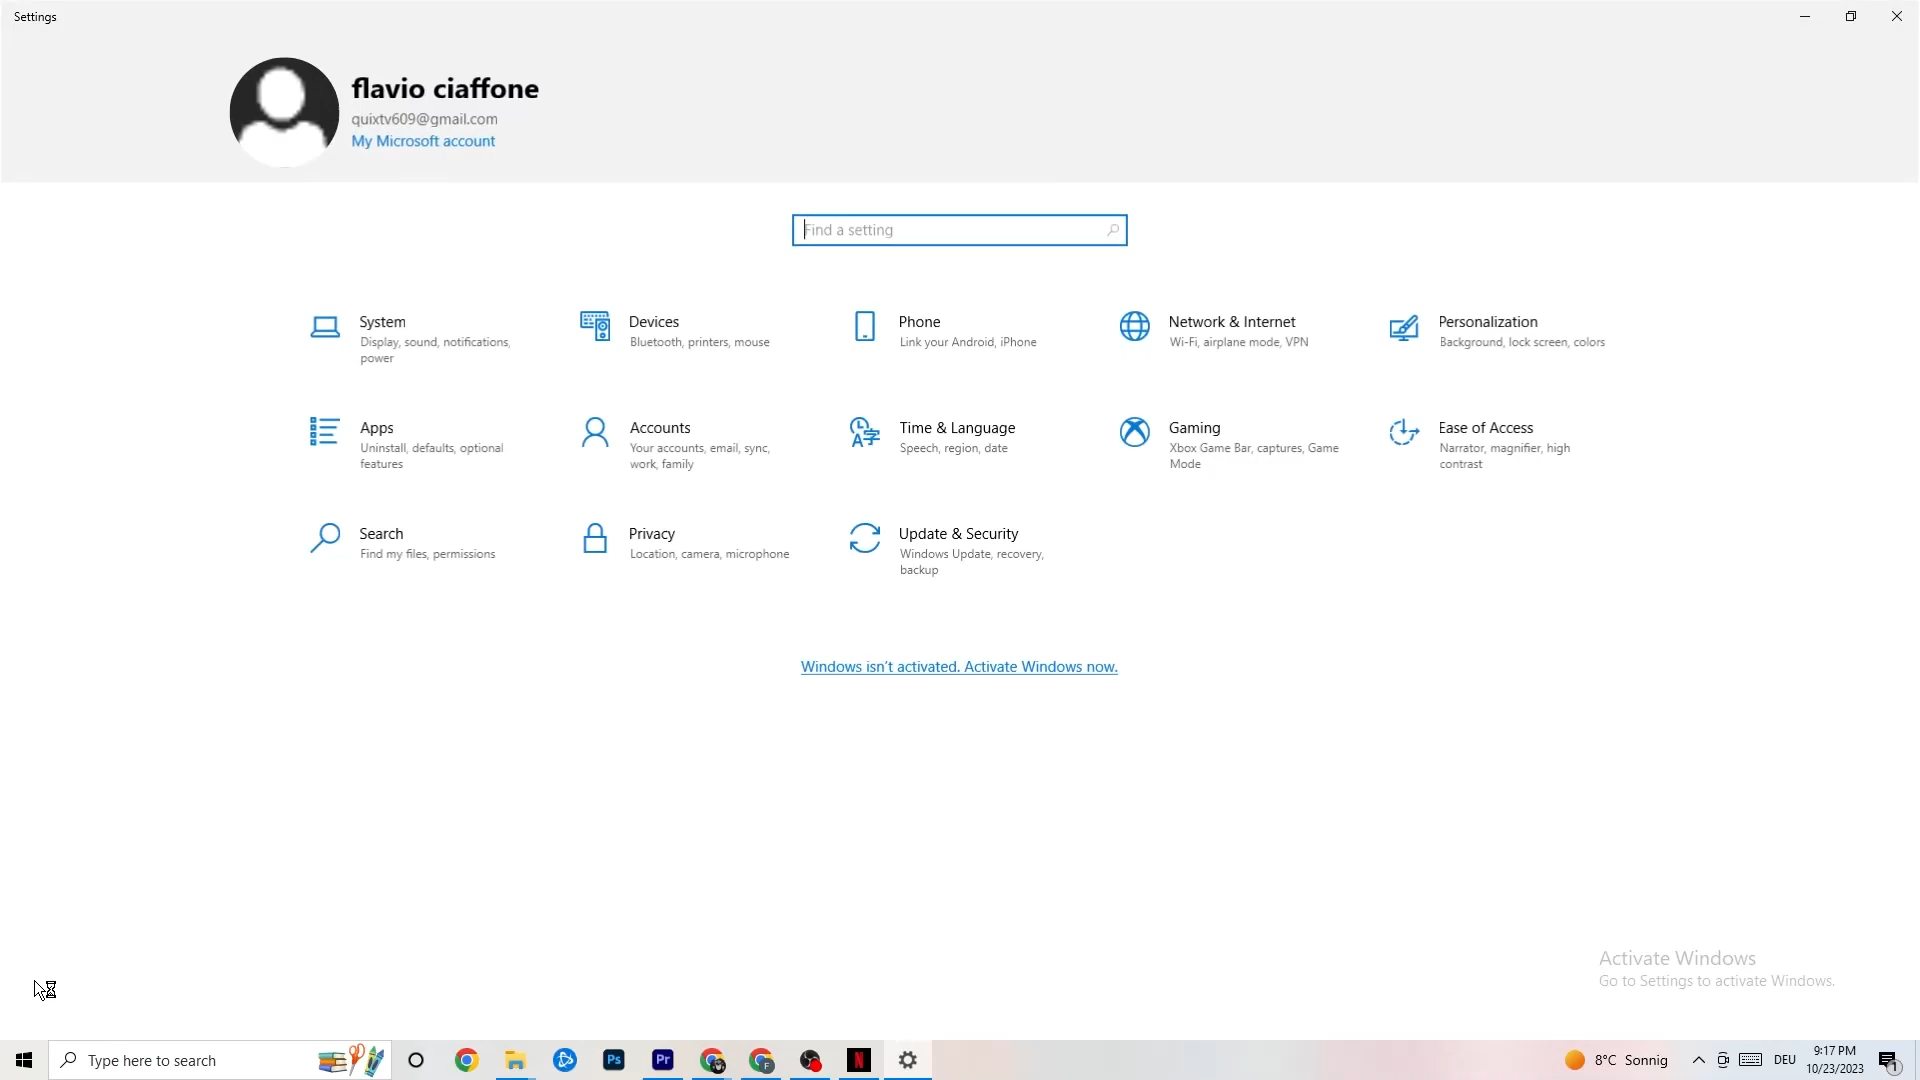 Settings
flavio ciaffone
quixtv609@gmail.com
My Microsoft account
Find a setting
System
Display, sound, notifications,
power
Devices
Bluetooth, printers, mouse
Phone
Link your Android, iPhone
Network & Internet
Wi-Fi, airplane mode, VPN
Personalization
Background, lock screen, colors
Apps
Uninstall, defaults, optional
features
Accounts
Your accounts, email, sync,
work, family
Time & Language
Speech, region, date
Gaming
Xbox Game Bar, captures, Game
Mode
Ease of Access
Narrator, magnifier, high
contrast
Search
Find my files, permissions
Privacy
Location, camera, microphone
Update & Security
Windows Update, recovery,
backup
Windows isn't activated. Activate Windows now.
Activate Windows
Go to Settings to activate Windows.
Type here to search
Ps
Pr
F
N
8°C Sonnig
DEU
9:17 PM
10/23/2023
1